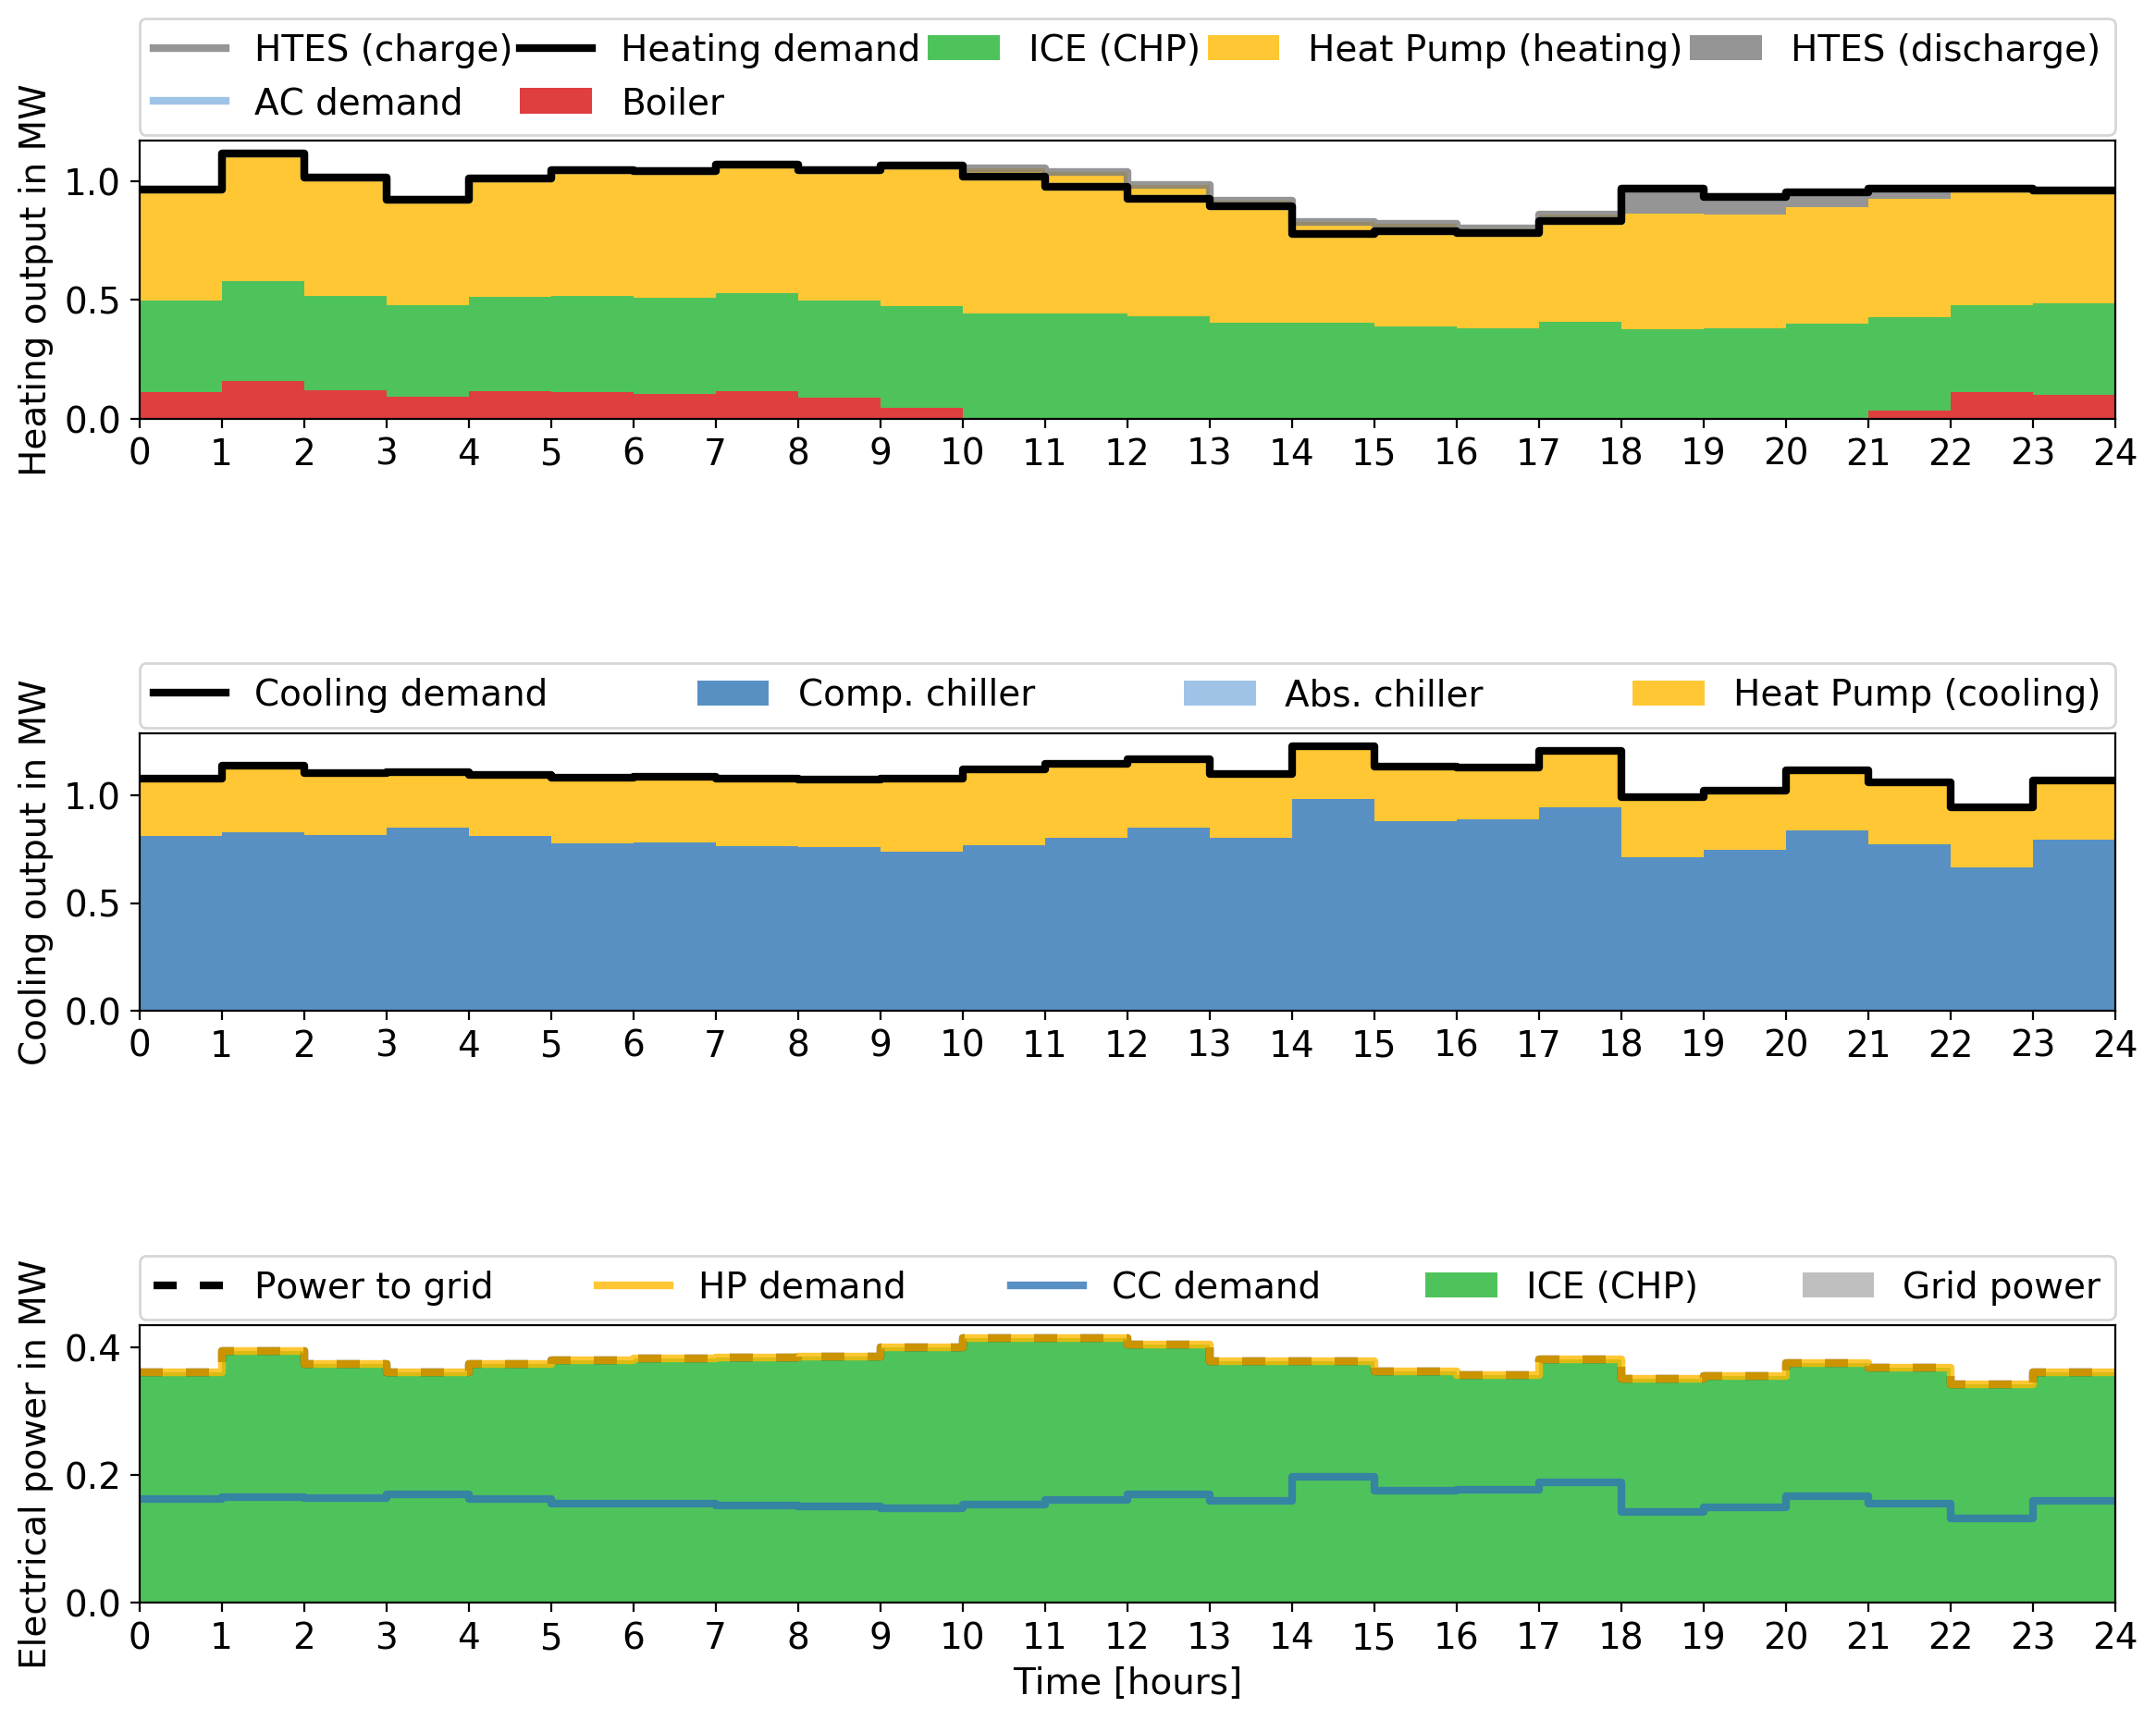 HTES (charge) Heating demand ICE (CHP) Heat Pump (heating) HTES (discharge)
AC demand Boiler
Heating output in MW
1.0
0.5
0.0
0 1 2 3 4 5 6 7 8 9 10 11 12 13 14 15 16 17 18 19 20 21 22 23 24
Cooling demand Comp. chiller Abs. chiller Heat Pump (cooling)
Cooling output in MW
1.0
0.5
0.0
0 1 2 3 4 5 6 7 8 9 10 11 12 13 14 15 16 17 18 19 20 21 22 23 24
Power to grid HP demand CC demand ICE (CHP) Grid power
Electrical power in MW
0.4
0.2
0.0
0 1 2 3 4 5 6 7 8 9 10 11 12 13 14 15 16 17 18 19 20 21 22 23 24
Time [hours]